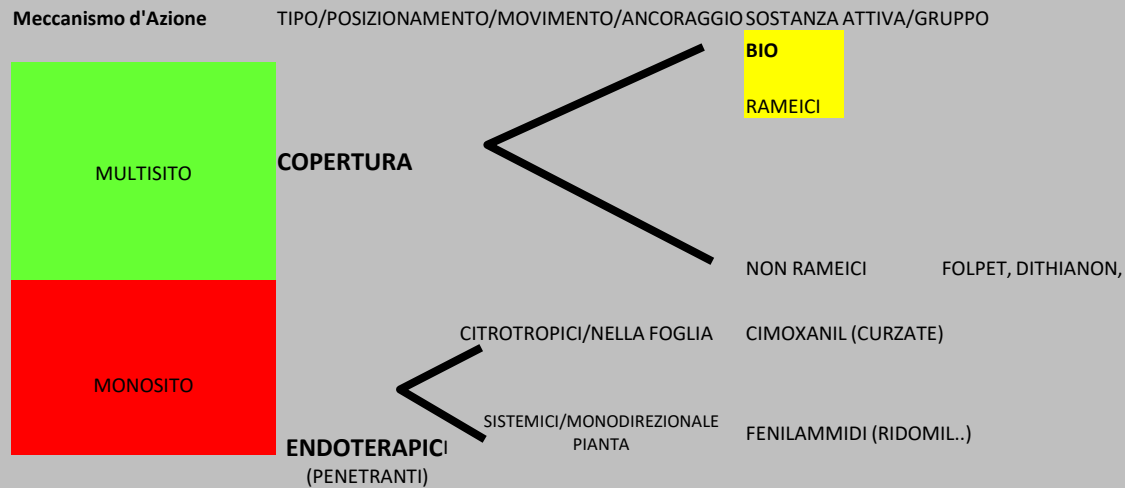 Meccanismo d'Azione TIPO/POSIZIONAMENTO/MOVIMENTO/ANCORAGGIO SOSTANZA ATTIVA/GRUPPO
BIO
RAMEICI
MULTISITO
COPERTURA
NON RAMEICI FOLPET, DITHIANON,
CITROTROPICI/NELLA FOGLIA CIMOXANIL (CURZATE)
MONOSITO
SISTEMICI/MONODIREZIONALE
PIANTA
FENILAMMIDI (RIDOMIL..)
ENDOTERAPICI
(PENETRANTI)